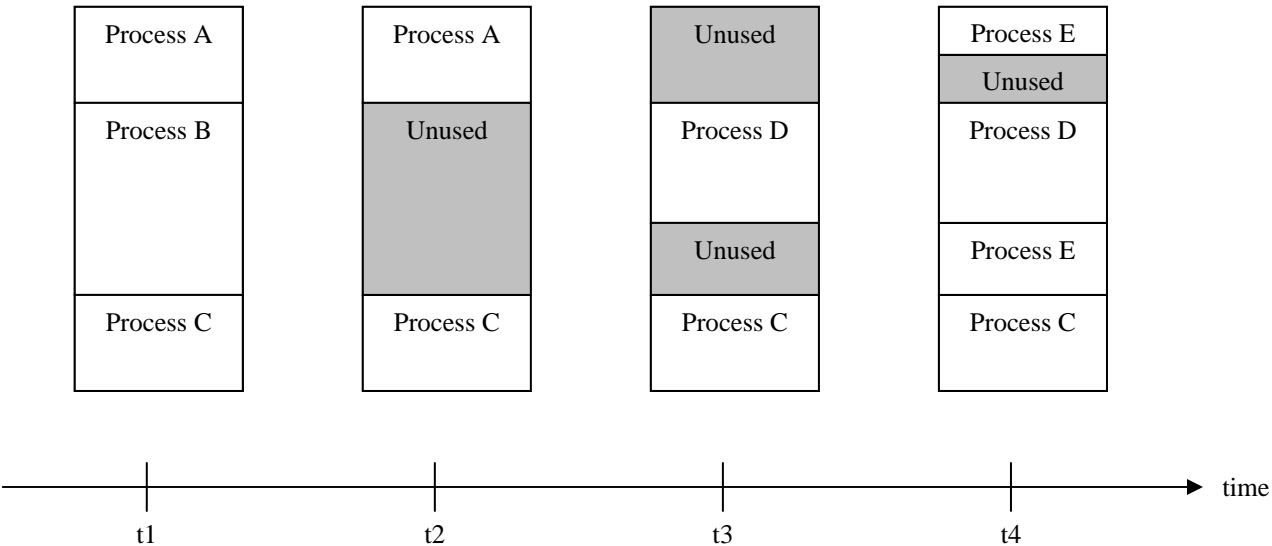 Process A
Process B
Process C
Process A
Unused
Process C
Unused
Process D
Unused
Process C
Process E
Unused
Process D
Process E
Process C
time
t1
t2
t3
t4